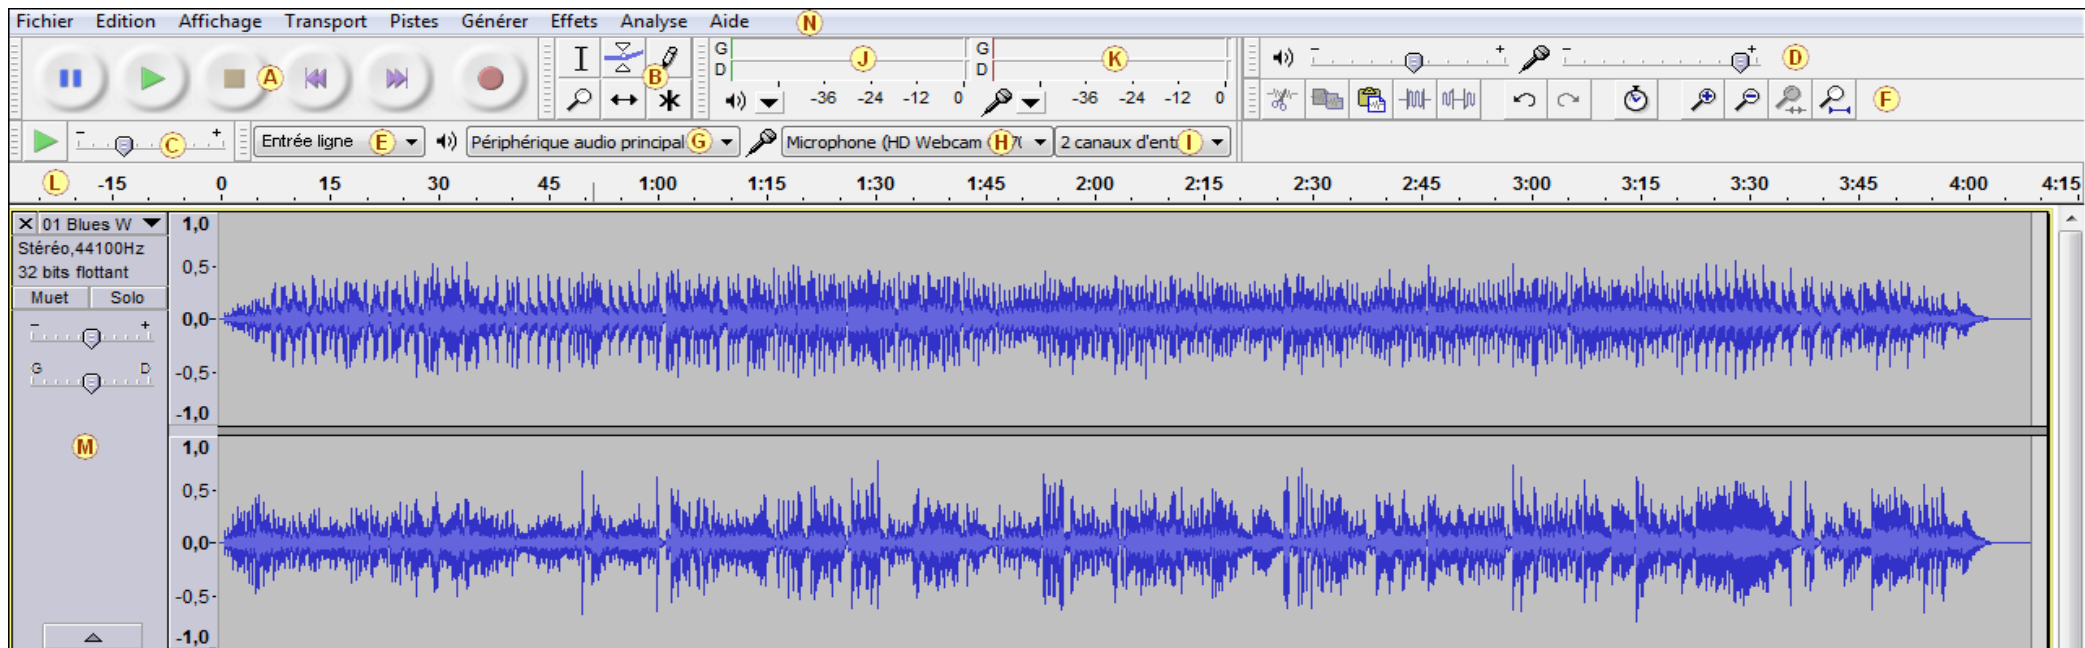 Fichier Edition Affichage Transport Pistes Générer Effets Analyse Aide N
A B G D J G D K D
-36 -24 -12 0 -36 -24 -12 0 F
- + C Entrée ligne E Périphérique audio principal G Microphone (HD Webcam H 2 canaux d'ent I
L -15 0 15 30 45 1:00 1:15 1:30 1:45 2:00 2:15 2:30 2:45 3:00 3:15 3:30 3:45 4:00 4:15
X 01 Blues W 1,0
Stéréo,44100Hz
32 bits flottant 0,5-
Muet Solo
- + 0,0-
G D -0,5-
-1,0
M 1,0
0,5-
0,0-
-0,5-
-1,0